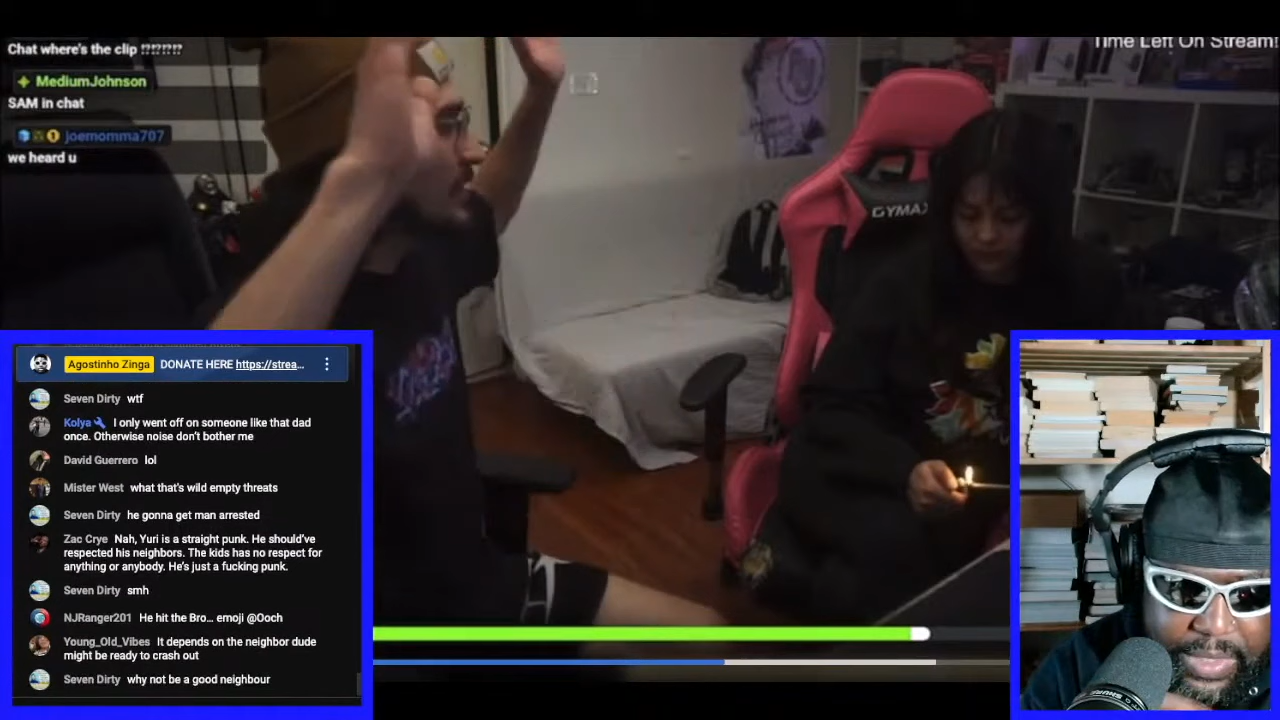 Time Left On Stream!
Chat where's the clip ⁉⁉⁉⁉
MediumJohnson
SAM in chat
1 joemomma707
we heard u
GYMAX
Agostinho Zinga DONATE HERE https://strea...
Seven Dirty wtf
Kolya I only went off on someone like that dad
once. Otherwise noise don't bother me
David Guerrero lol
Mister West what that's wild empty threats
Seven Dirty he gonna get man arrested
Zac Crye Nah, Yuri is a straight punk. He should've
respected his neighbors. The kids has no respect for
anything or anybody. He's just a fucking punk.
Seven Dirty smh
NJRanger201 He hit the Bro... emoji @Ooch
Young_Old_Vibes It depends on the neighbor dude
might be ready to crash out
Seven Dirty why not be a good neighbour